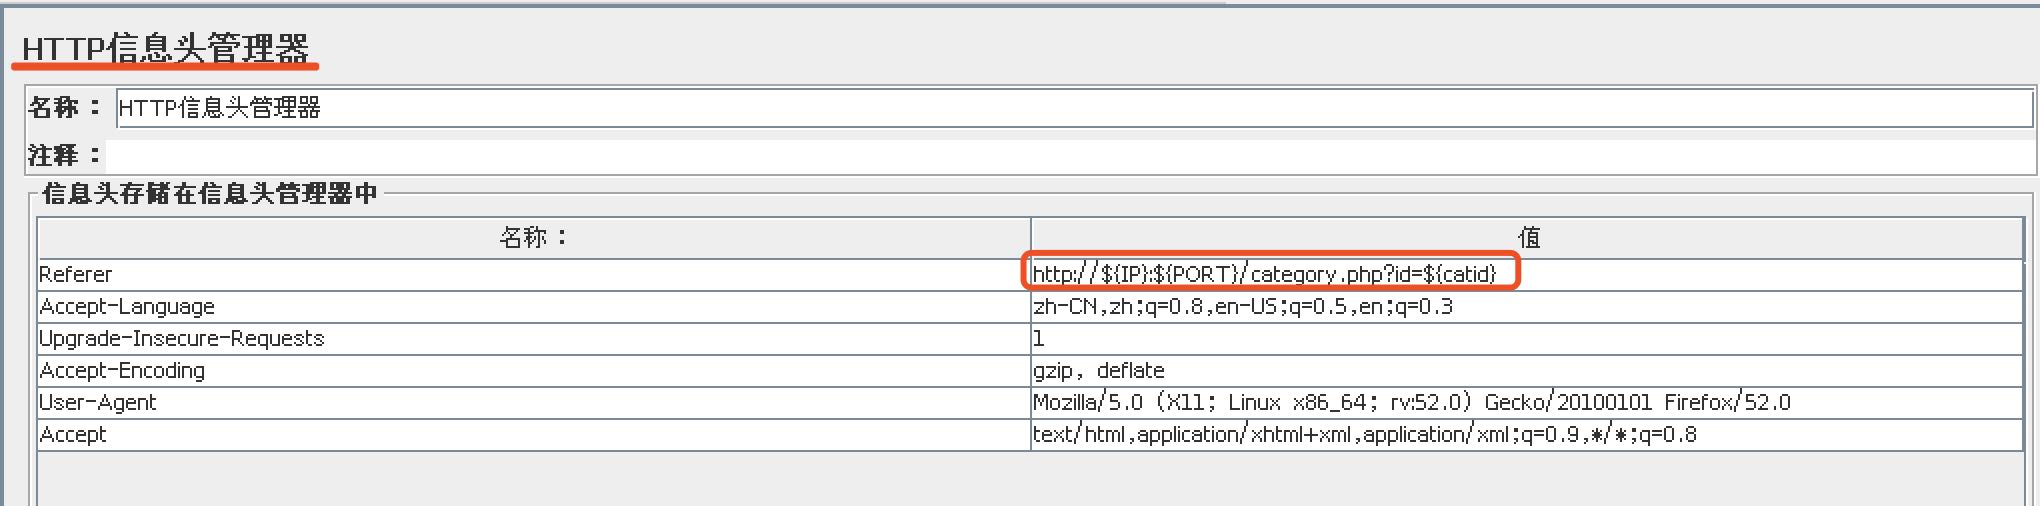 HTTP信息头管理器
名称： HTTP信息头管理器
注释：
信息头存储在信息头管理器中
名称： 值
Referer http://${IP}:${PORT}/category.php?id=${catid}
Accept-Language zh-CN,zh;q=0.8,en-US;q=0.5,en;q=0.3
Upgrade-Insecure-Requests 1
Accept-Encoding gzip, deflate
User-Agent Mozilla/5.0 (X11; Linux x86_64; rv:52.0) Gecko/20100101 Firefox/52.0
Accept text/html,application/xhtml+xml,application/xml;q=0.9,*/*;q=0.8